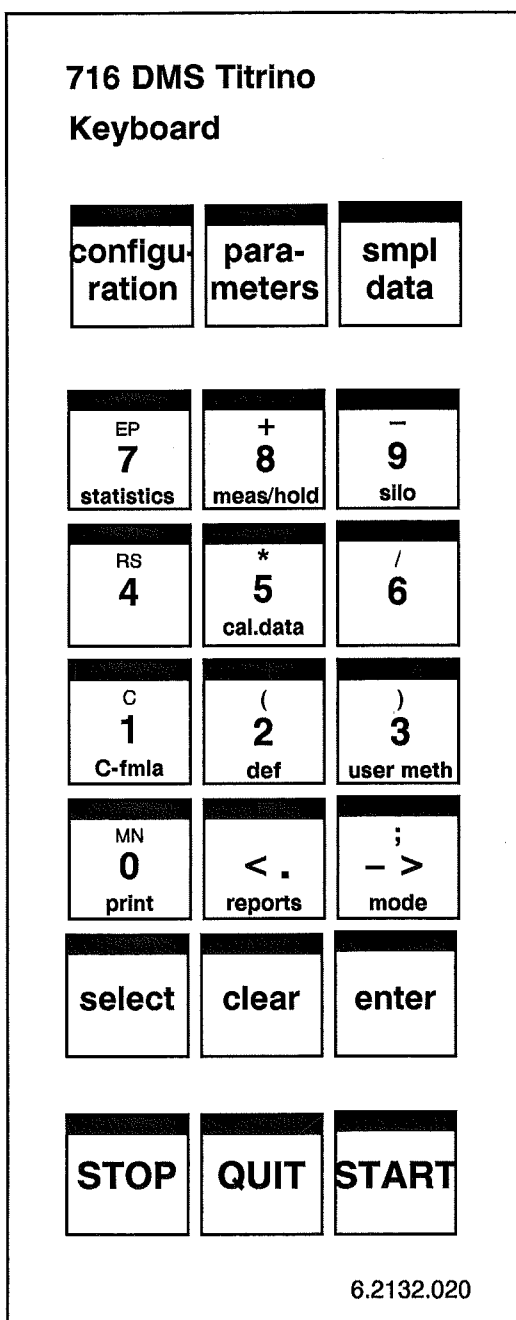 716 DMS Titrino
Keyboard
configu- para- smpl
ration meters data
EP + –
7 8 9
statistics meas/hold silo
RS * /
4 5 6
cal.data
C ( )
1 2 3
C-fmla def user meth
MN ;
0 < . – >
print reports mode
select clear enter
STOP QUIT START
6.2132.020